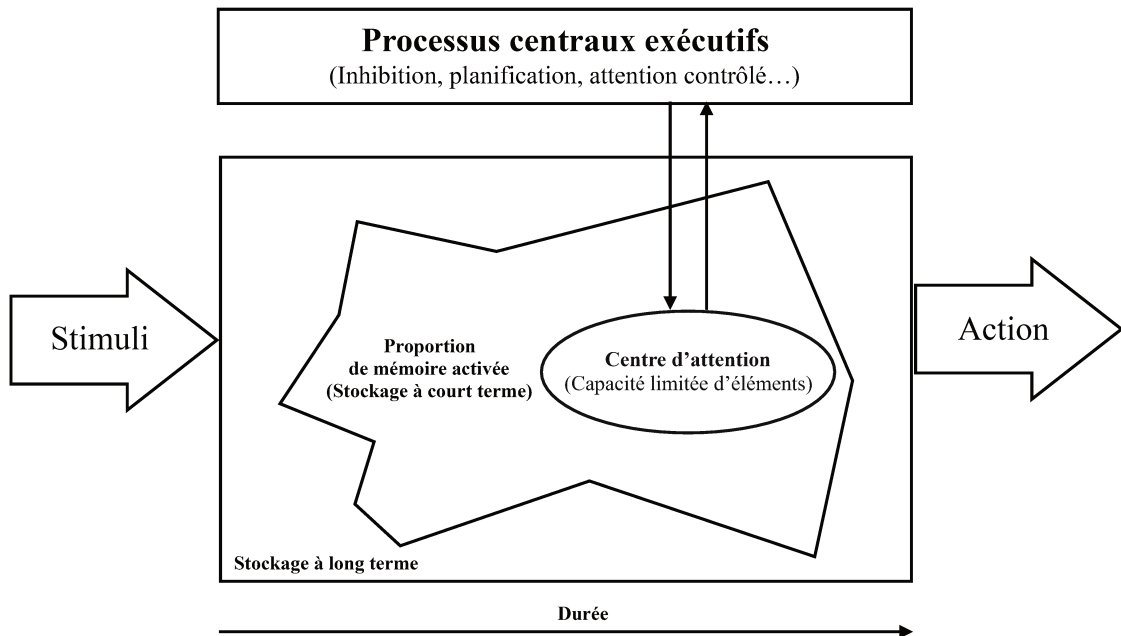 Processus centraux exécutifs
(Inhibition, planification, attention contrôlé…)
Stimuli
Proportion
de mémoire activée
(Stockage à court terme)
Centre d’attention
(Capacité limitée d’éléments)
Action
Stockage à long terme
Durée